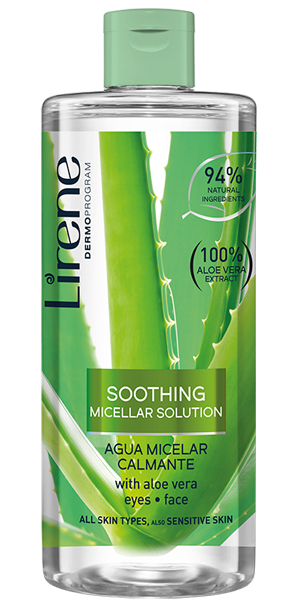 Lirene
DERMOPROGRAM
94%
NATURAL
INGREDIENTS
100%
ALOE VERA
EXTRACT
SOOTHING
MICELLAR SOLUTION
AGUA MICELAR
CALMANTE
with aloe vera
eyes • face
ALL SKIN TYPES, ALSO SENSITIVE SKIN